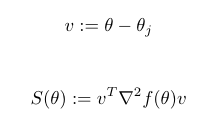 v := θ − θ_j
S(θ) := v^T ∇^2 f(θ)v